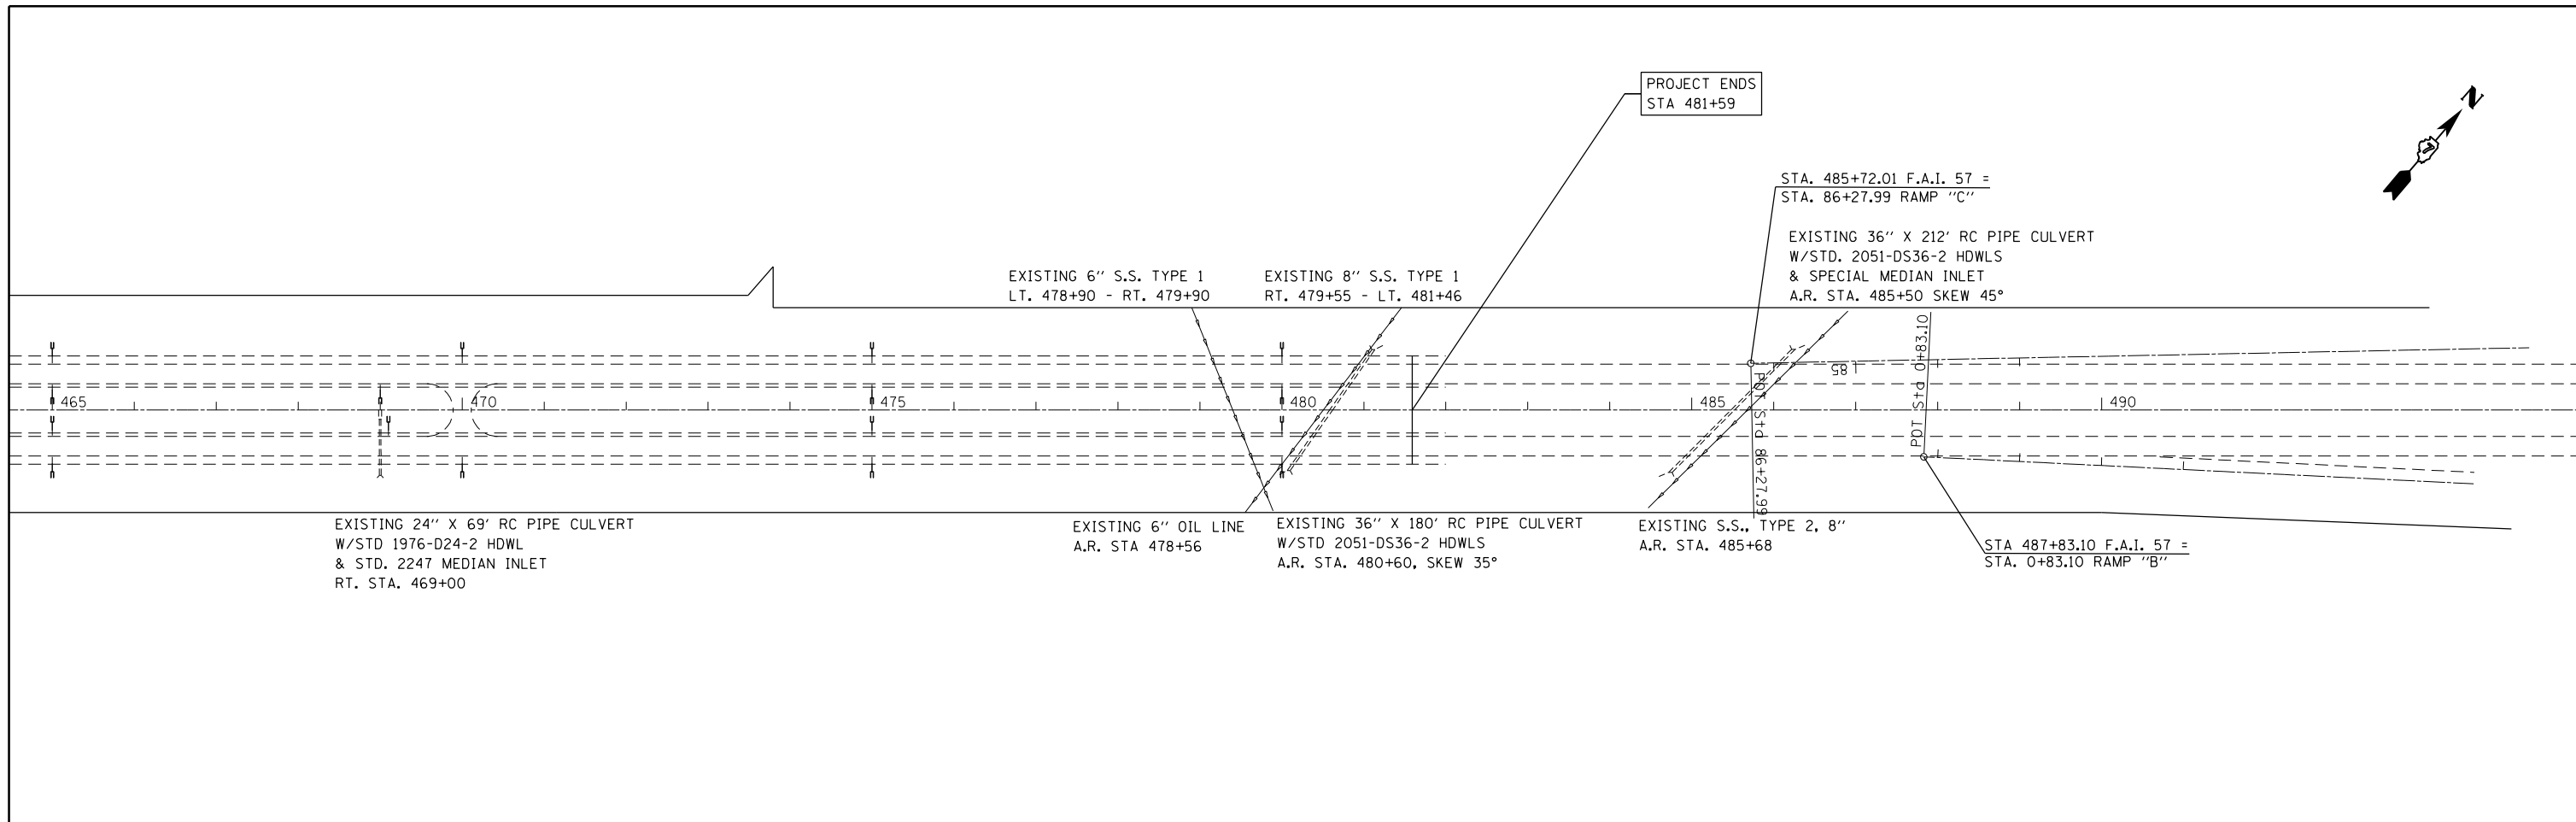 PROJECT ENDS
STA 481+59
N
STA. 485+72.01 F.A.I. 57 =
STA. 86+27.99 RAMP "C"
EXISTING 36'' X 212' RC PIPE CULVERT
W/STD. 2051-DS36-2 HDWLS
& SPECIAL MEDIAN INLET
A.R. STA. 485+50 SKEW 45°
EXISTING 6'' S.S. TYPE 1
LT. 478+90 - RT. 479+90
EXISTING 8'' S.S. TYPE 1
RT. 479+55 - LT. 481+46
465
470
475
480
485
490
85
POT Sta 86+27.99
POT Sta 0+83.10
EXISTING 24'' X 69' RC PIPE CULVERT
W/STD 1976-D24-2 HDWL
& STD. 2247 MEDIAN INLET
RT. STA. 469+00
EXISTING 6'' OIL LINE
A.R. STA 478+56
EXISTING 36'' X 180' RC PIPE CULVERT
W/STD 2051-DS36-2 HDWLS
A.R. STA. 480+60, SKEW 35°
EXISTING S.S., TYPE 2, 8''
A.R. STA. 485+68
STA 487+83.10 F.A.I. 57 =
STA. 0+83.10 RAMP "B"